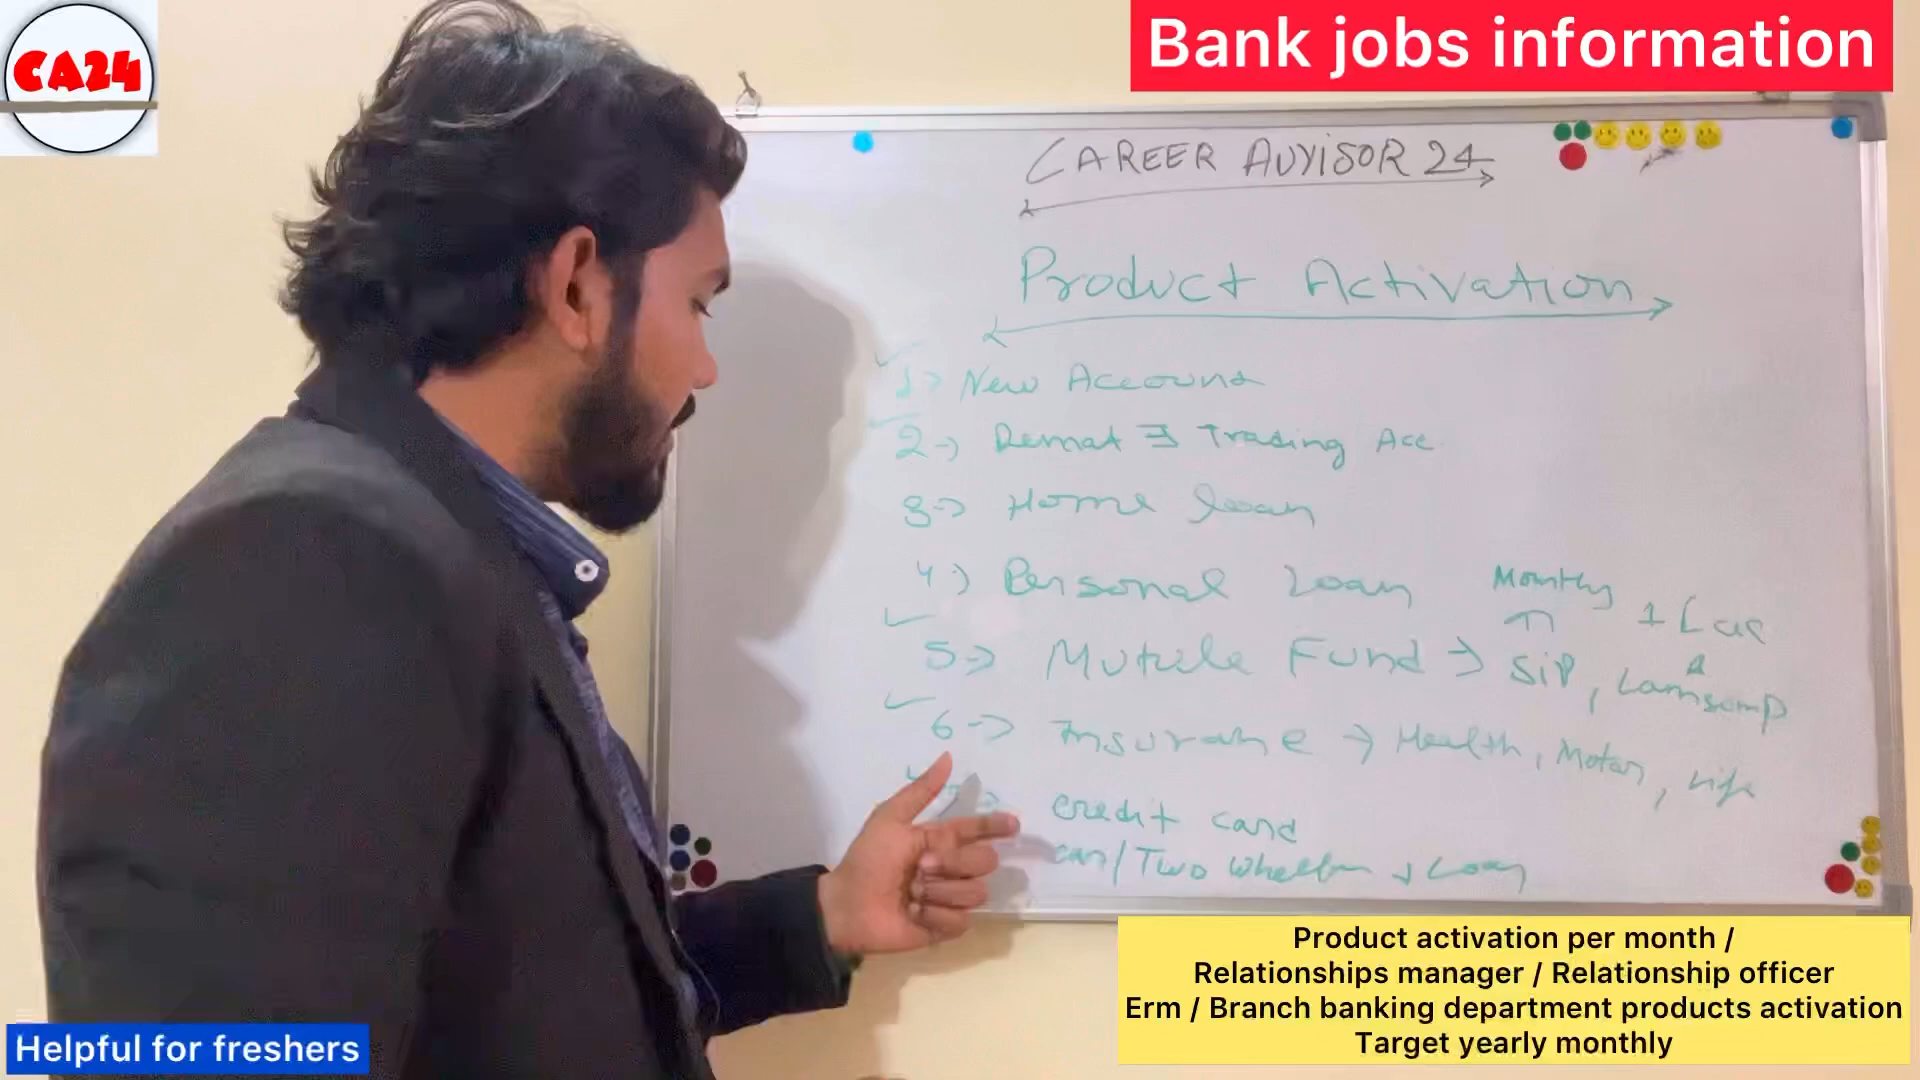 CA24
Bank jobs information
CAREER ADVISOR 24
Product Activation
1-> New Account
2-> Demat & Trading Acc
3-> Home loan
4-> Personal Loan
Monthly 1 Lac
5-> Mutule Fund -> SIP, Lamsomp
6-> Insurance -> Health, Motor, Life
credit card
car/Two Wheeler Loan
Product activation per month /
Relationships manager / Relationship officer
Erm / Branch banking department products activation
Target yearly monthly
Helpful for freshers